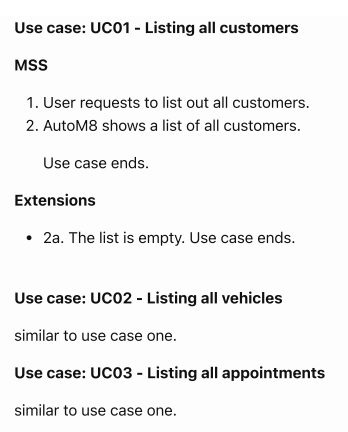 Use case: UC01 - Listing all customers
MSS
1. User requests to list out all customers.
2. AutoM8 shows a list of all customers.
Use case ends.
Extensions
• 2a. The list is empty. Use case ends.
Use case: UC02 - Listing all vehicles
similar to use case one.
Use case: UC03 - Listing all appointments
similar to use case one.